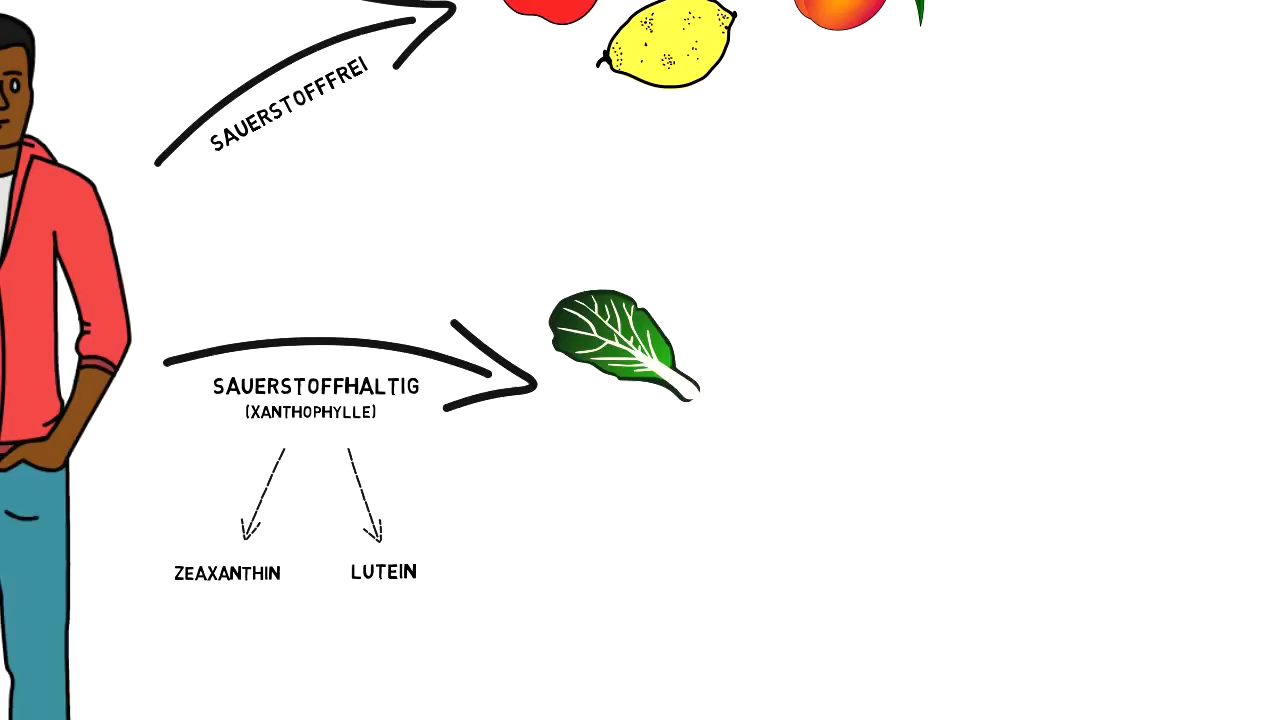 SAUERSTOFFFREI
SAUERSTOFFHALTIG
(XANTHOPHYLLE)
ZEAXANTHIN
LUTEIN